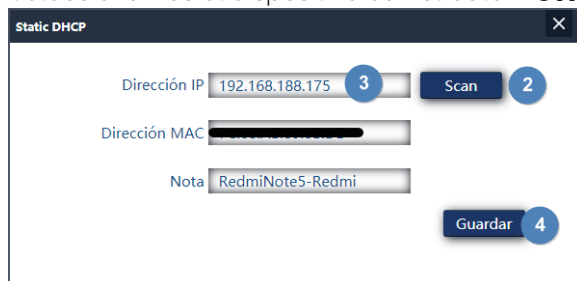 Static DHCP
Dirección IP 192.168.188.175 3 Scan 2
Dirección MAC
Nota RedmiNote5-Redmi
Guardar 4